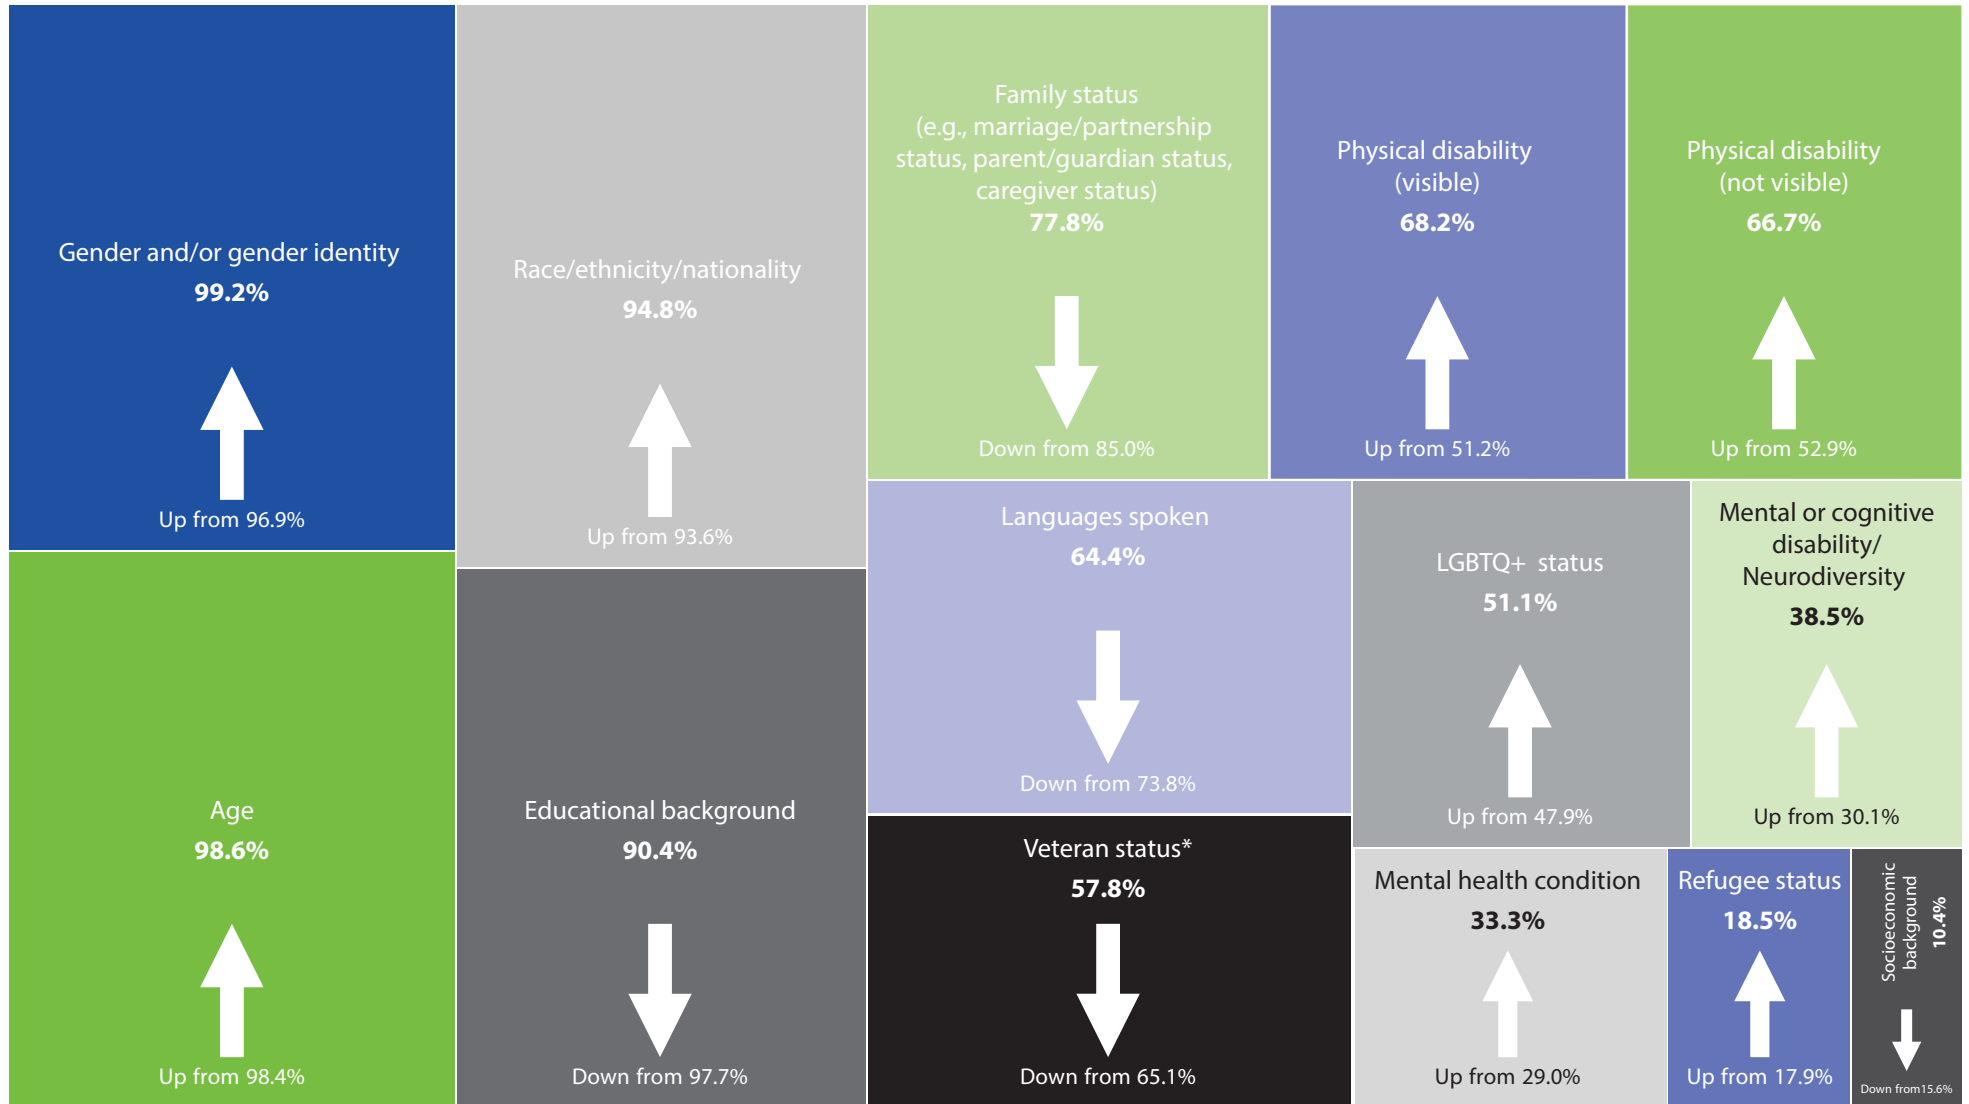 Gender and/or gender identity
99.2%
Up from 96.9%
Age
98.6%
Up from 98.4%
Race/ethnicity/nationality
94.8%
Up from 93.6%
Educational background
90.4%
Down from 97.7%
Family status
(e.g., marriage/partnership
status, parent/guardian status,
caregiver status)
77.8%
Down from 85.0%
Physical disability
(visible)
68.2%
Up from 51.2%
Physical disability
(not visible)
66.7%
Up from 52.9%
Languages spoken
64.4%
Down from 73.8%
Veteran status*
57.8%
Down from 65.1%
LGBTQ+ status
51.1%
Up from 47.9%
Mental or cognitive
disability/
Neurodiversity
38.5%
Up from 30.1%
Mental health condition
33.3%
Up from 29.0%
Refugee status
18.5%
Up from 17.9%
Socioeconomic
background
10.4%
Down from15.6%